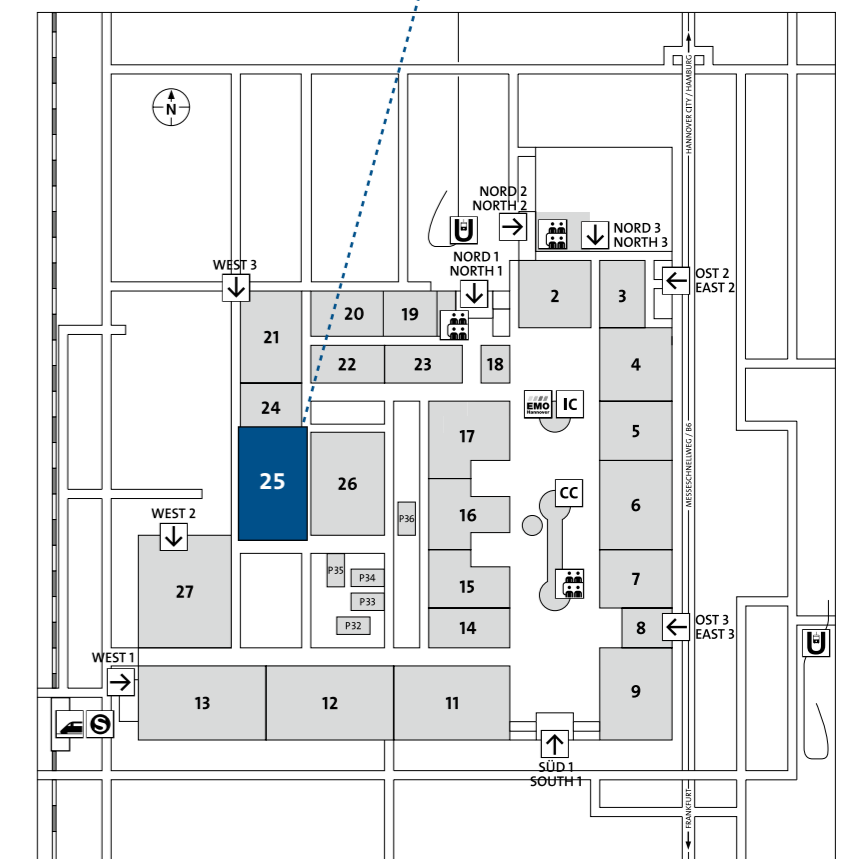 HANNOVER CITY / HAMBURG
N
NORD 2
NORTH 2
U
NORD 3
NORTH 3
NORD 1
NORTH 1
WEST 3
OST 2
EAST 2
2
3
20
19
21
22
23
18
4
24
EMO
Hannover
IC
17
5
MESSESCHNELLWEG / B6
25
26
CC
6
16
P36
WEST 2
P35
P34
P33
P32
27
15
7
14
8
OST 3
EAST 3
U
WEST 1
13
12
11
9
S
SÜD 1
SOUTH 1
FRANKFURT